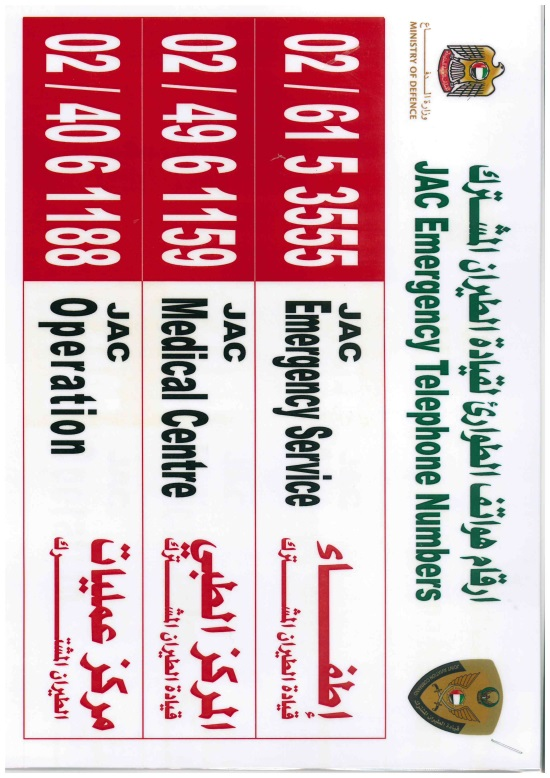 وزارة الدفاع
MINISTRY OF DEFENCE
ارقام هواتف الطوارئ لقيادة الطيران المشترك
JAC Emergency Telephone Numbers
02 / 61 5 3555
JAC
Emergency Service
إطفاء
قيادة الطيران المشترك
02 / 49 6 1159
JAC
Medical Centre
المركز الطبي
قيادة الطيران المشترك
02 / 40 6 1188
JAC
Operation
مركز عمليات
الطيران المشترك